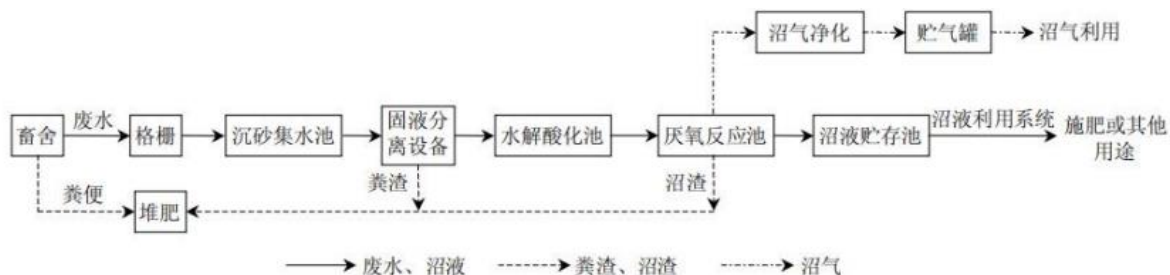 沼气净化
贮气罐
沼气利用
畜舍
废水
格栅
沉砂集水池
固液分
离设备
水解酸化池
厌氧反应池
沼液贮存池
沼液利用系统
施肥或其他
用途
粪便
堆肥
粪渣
沼渣
废水、沼液
粪渣、沼渣
沼气